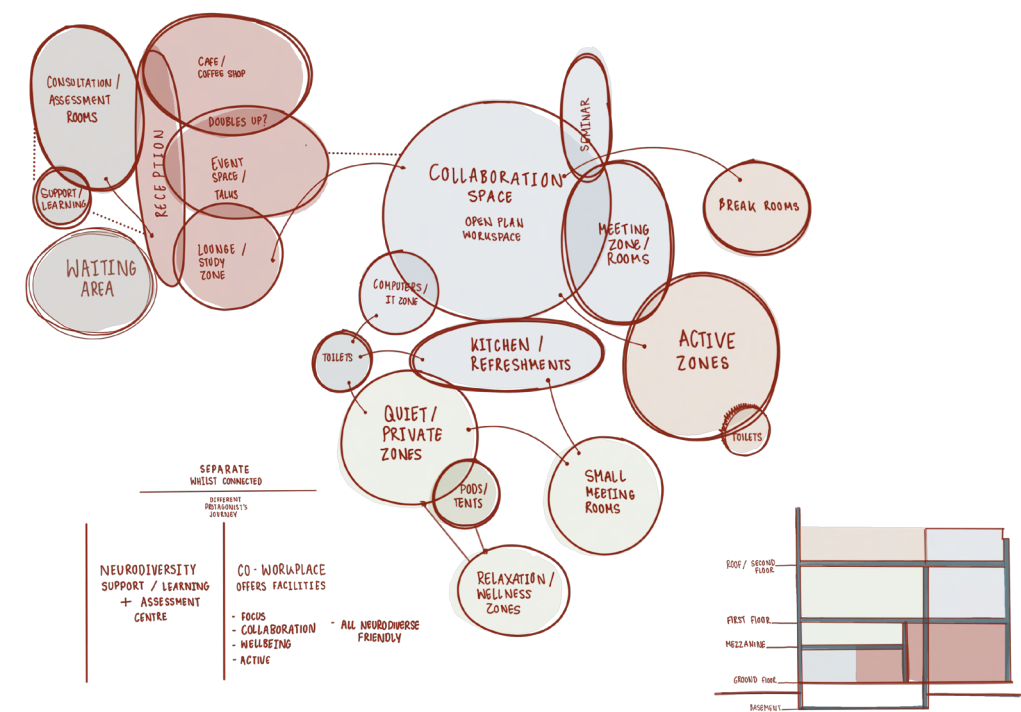 CONSULTATION /
ASSESSMENT
ROOMS
SUPPORT /
LEARNING
WAITING
AREA
RECEPTION
CAFE /
COFFEE SHOP
DOUBLES UP?
EVENT
SPACE /
TALKS
LOUNGE /
STUDY
ZONE
COLLABORATION
SPACE
OPEN PLAN
WORKSPACE
SEMINAR
MEETING
ZONE /
ROOMS
BREAK ROOMS
COMPUTERS /
IT ZONE
TOILETS
KITCHEN /
REFRESHMENTS
ACTIVE
ZONES
TOILETS
QUIET /
PRIVATE
ZONES
PODS /
TENTS
SMALL
MEETING
ROOMS
RELAXATION /
WELLNESS
ZONES
SEPARATE
WHILST CONNECTED
DIFFERENT
PROTAGONIST'S
JOURNEY
NEURODIVERSITY
SUPPORT / LEARNING
+ ASSESSMENT
CENTRE
CO-WORKPLACE
OFFERS FACILITIES
- FOCUS
- COLLABORATION
- WELLBEING
- ACTIVE
- ALL NEURODIVERSE
FRIENDLY
ROOF / SECOND
FLOOR
FIRST FLOOR
MEZZANINE
GROUND FLOOR
BASEMENT